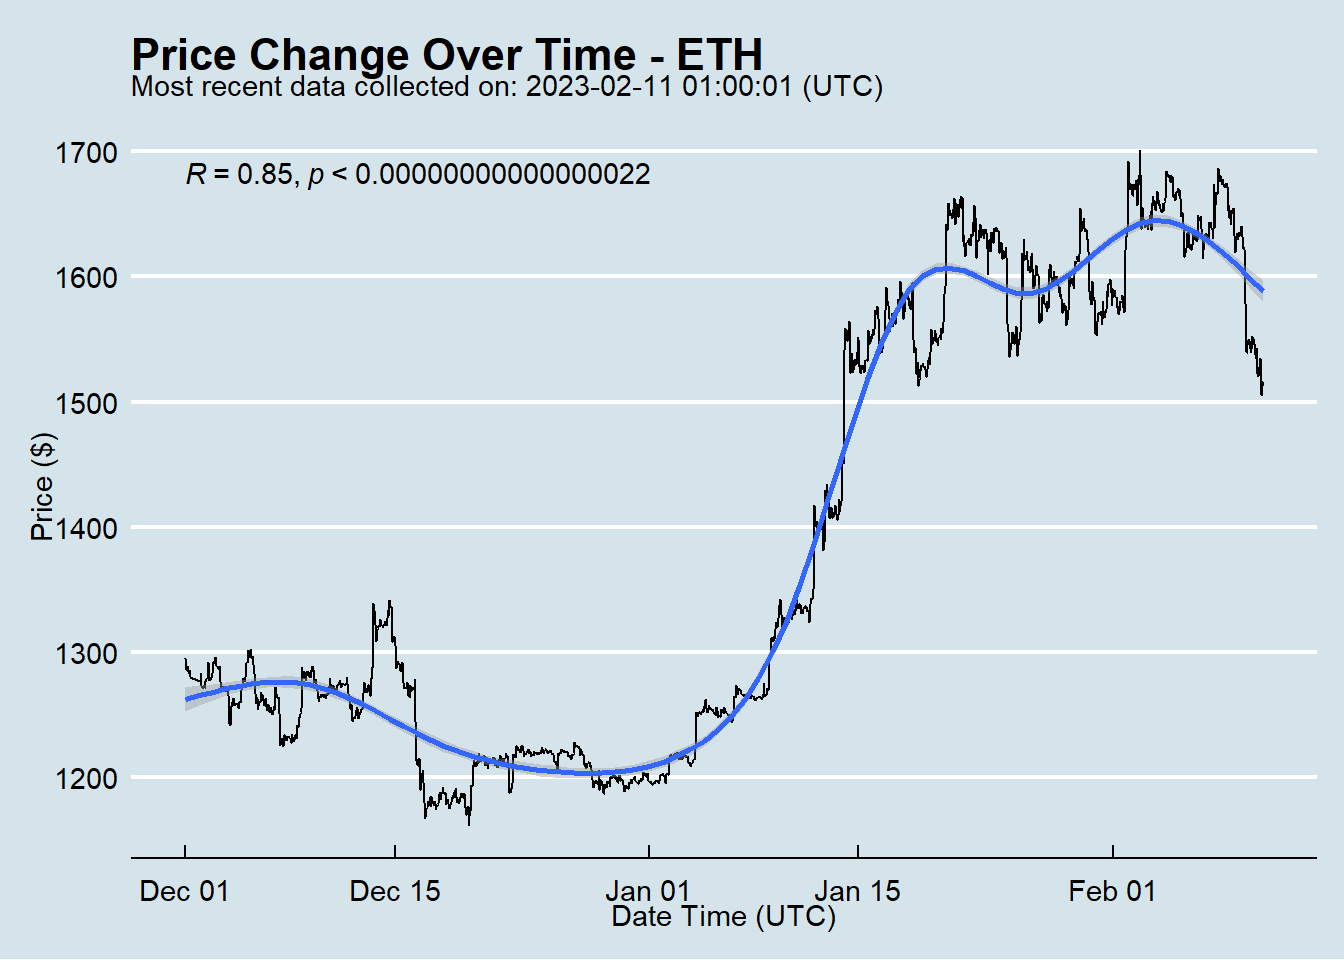 Price Change Over Time - ETH
Most recent data collected on: 2023-02-11 01:00:01 (UTC)
R = 0.85, p < 0.00000000000000022
1700
1600
1500
1400
1300
1200
Price ($)
Dec 01
Dec 15
Jan 01
Jan 15
Feb 01
Date Time (UTC)